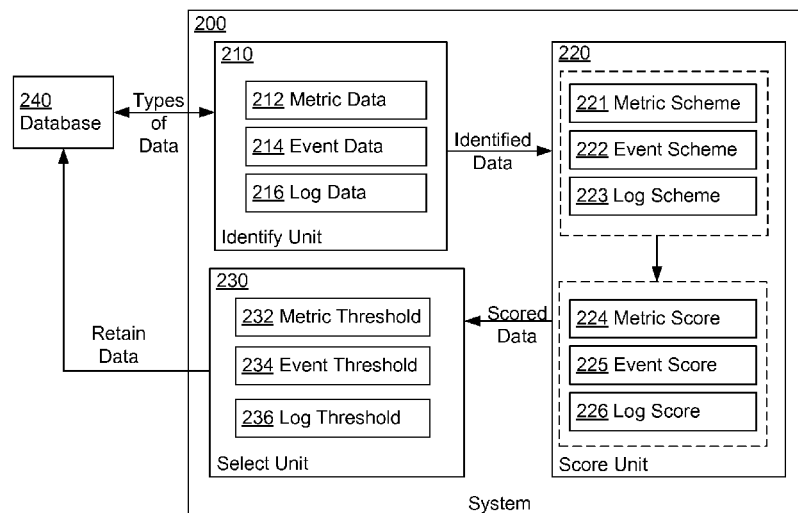 200
210
212 Metric Data
214 Event Data
216 Log Data
Identify Unit
240
Database
Types
of
Data
Identified
Data
220
221 Metric Scheme
222 Event Scheme
223 Log Scheme
224 Metric Score
225 Event Score
226 Log Score
Score Unit
Scored
Data
230
232 Metric Threshold
234 Event Threshold
236 Log Threshold
Select Unit
Retain
Data
System